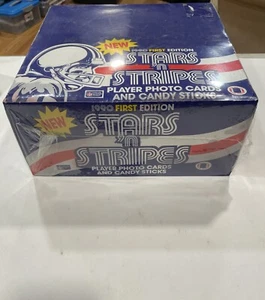 NEW
1990 FIRST EDITION
STARS
'n
STRIPES
PLAYER PHOTO CARDS
AND CANDY STICKS
NEW
1990 FIRST EDITION
STARS
'n
STRIPES
PLAYER PHOTO CARDS
AND CANDY STICKS